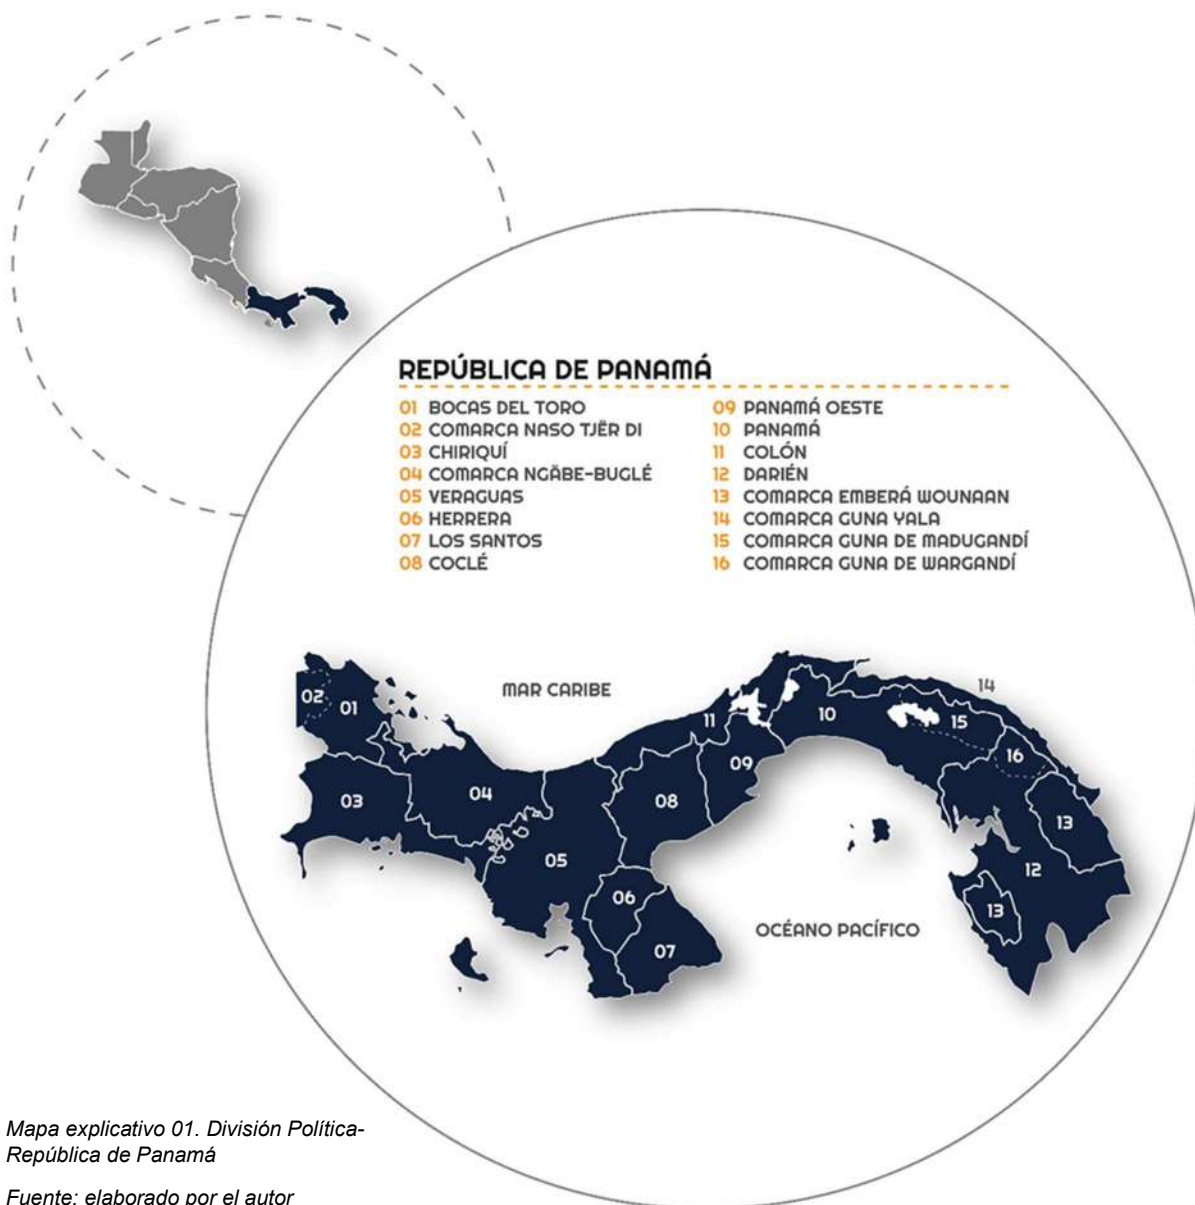 REPÚBLICA DE PANAMÁ
01 BOCAS DEL TORO
02 COMARCA NASO TJËR DI
03 CHIRIQUÍ
04 COMARCA NGÄBE-BUGLÉ
05 VERAGUAS
06 HERRERA
07 LOS SANTOS
08 COCLÉ
09 PANAMÁ OESTE
10 PANAMÁ
11 COLÓN
12 DARIÉN
13 COMARCA EMBERÁ WOUNAAN
14 COMARCA GUNA YALA
15 COMARCA GUNA DE MADUGANDÍ
16 COMARCA GUNA DE WARGANDÍ
MAR CARIBE
14
02
01
11
10
15
16
09
03
04
08
13
05
12
06
13
OCÉANO PACÍFICO
07
Mapa explicativo 01. División Política-
República de Panamá
Fuente: elaborado por el autor